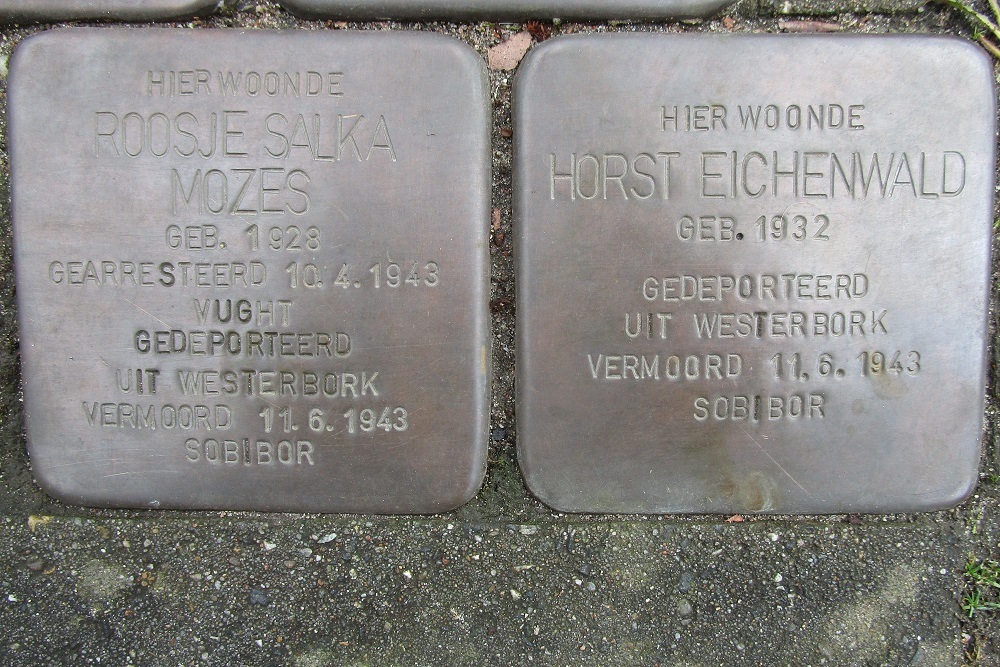 HIER WOONDE
ROOSJE SALKA
MOZES
GEB. 1928
GEARRESTEERD 10.4.1943
VUGHT
GEDEPORTEERD
UIT WESTERBORK
VERMOORD 11.6.1943
SOBIBOR
HIER WOONDE
HORST EICHENWALD
GEB. 1932
GEDEPORTEERD
UIT WESTERBORK
VERMOORD 11.6.1943
SOBIBOR